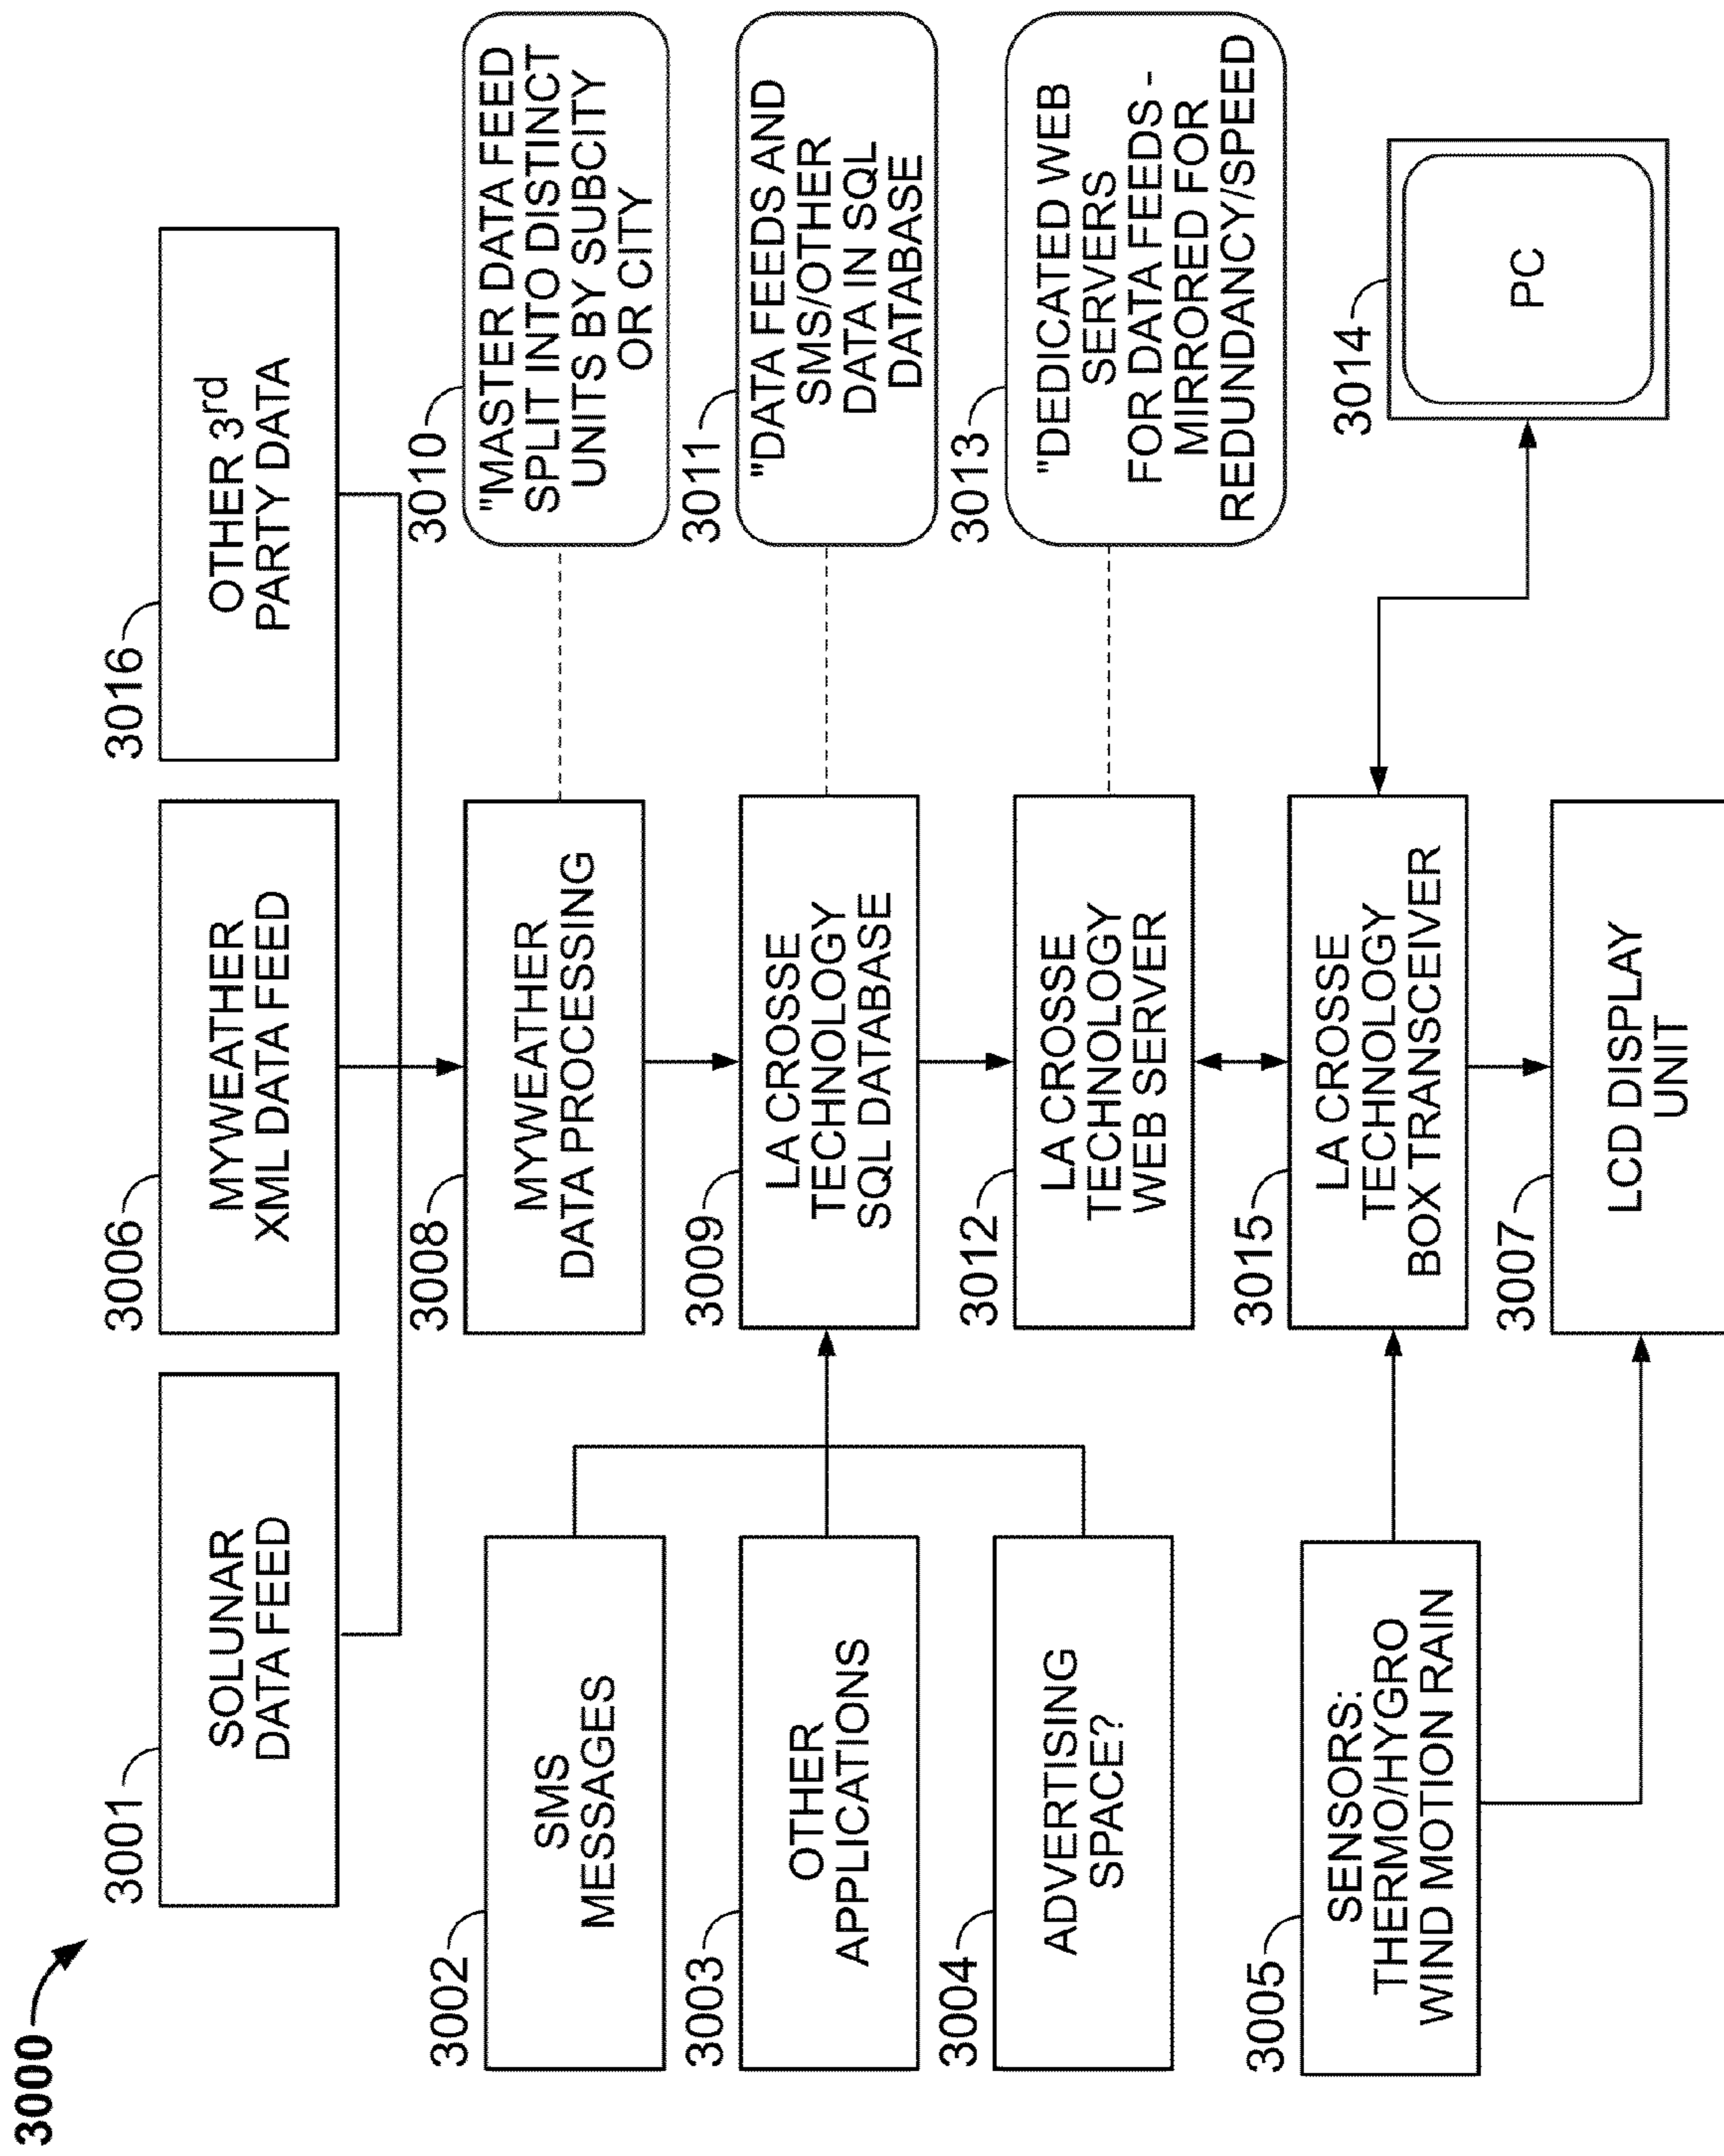 3000
3001
SOLUNAR
DATA FEED
3006
MYWEATHER
XML DATA FEED
3016
OTHER 3rd
PARTY DATA
3002
SMS
MESSAGES
3008
MYWEATHER
DATA PROCESSING
3010
"MASTER DATA FEED
SPLIT INTO DISTINCT
UNITS BY SUBCITY
OR CITY
3003
OTHER
APPLICATIONS
3009
LA CROSSE
TECHNOLOGY
SQL DATABASE
3011
"DATA FEEDS AND
SMS/OTHER
DATA IN SQL
DATABASE
3004
ADVERTISING
SPACE?
3012
LA CROSSE
TECHNOLOGY
WEB SERVER
3013
"DEDICATED WEB
SERVERS
FOR DATA FEEDS -
MIRRORED FOR
REDUNDANCY/SPEED
3005
SENSORS:
THERMO/HYGRO
WIND MOTION RAIN
3015
LA CROSSE
TECHNOLOGY
BOX TRANSCEIVER
3014
PC
3007
LCD DISPLAY
UNIT